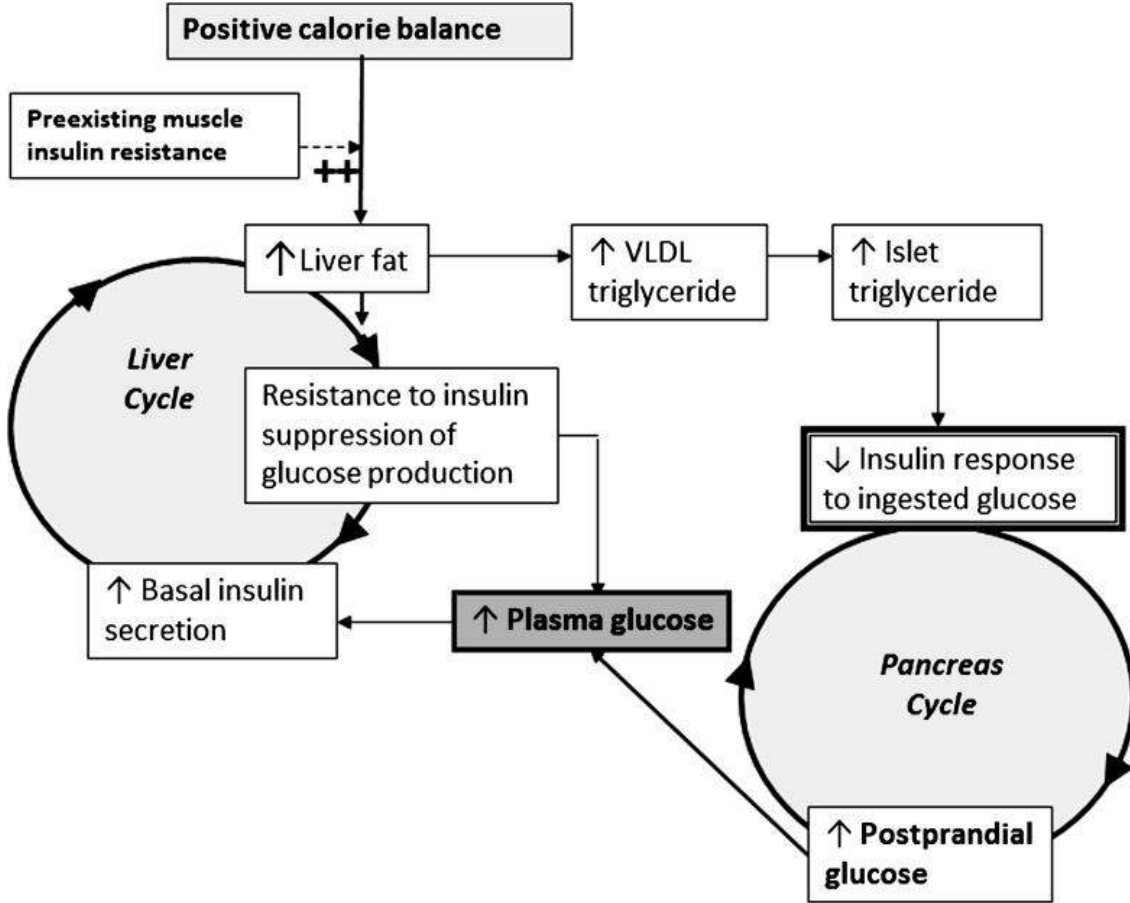 Positive calorie balance
Preexisting muscle
insulin resistance
++
↑ Liver fat
↑ VLDL
triglyceride
↑ Islet
triglyceride
Liver
Cycle
Resistance to insulin
suppression of
glucose production
↓ Insulin response
to ingested glucose
↑ Basal insulin
secretion
↑ Plasma glucose
Pancreas
Cycle
↑ Postprandial
glucose